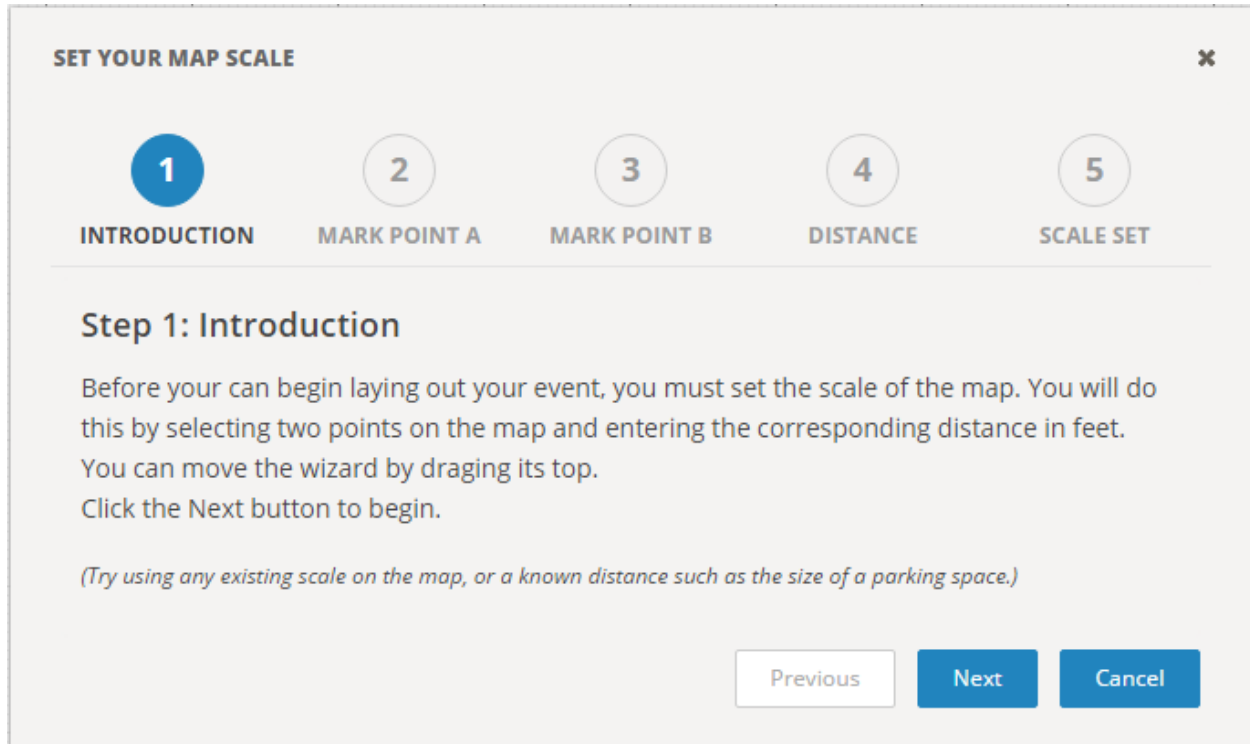 SET YOUR MAP SCALE
1 2 3 4 5
INTRODUCTION MARK POINT A MARK POINT B DISTANCE SCALE SET
Step 1: Introduction
Before your can begin laying out your event, you must set the scale of the map. You will do
this by selecting two points on the map and entering the corresponding distance in feet.
You can move the wizard by draging its top.
Click the Next button to begin.
(Try using any existing scale on the map, or a known distance such as the size of a parking space.)
Previous Next Cancel